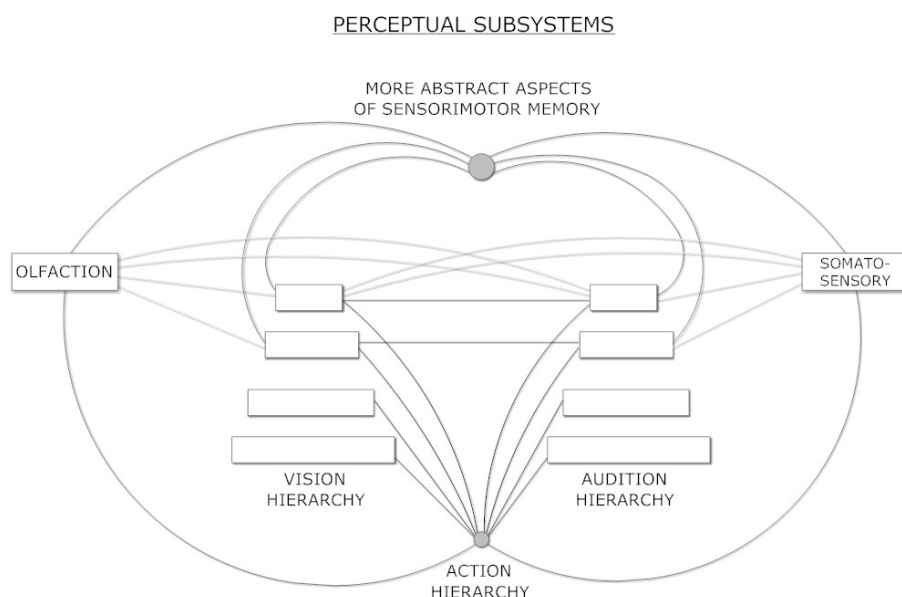 PERCEPTUAL SUBSYSTEMS
MORE ABSTRACT ASPECTS
OF SENSORIMOTOR MEMORY
OLFACTION
SOMATO-
SENSORY
VISION
HIERARCHY
AUDITION
HIERARCHY
ACTION
HIERARCHY